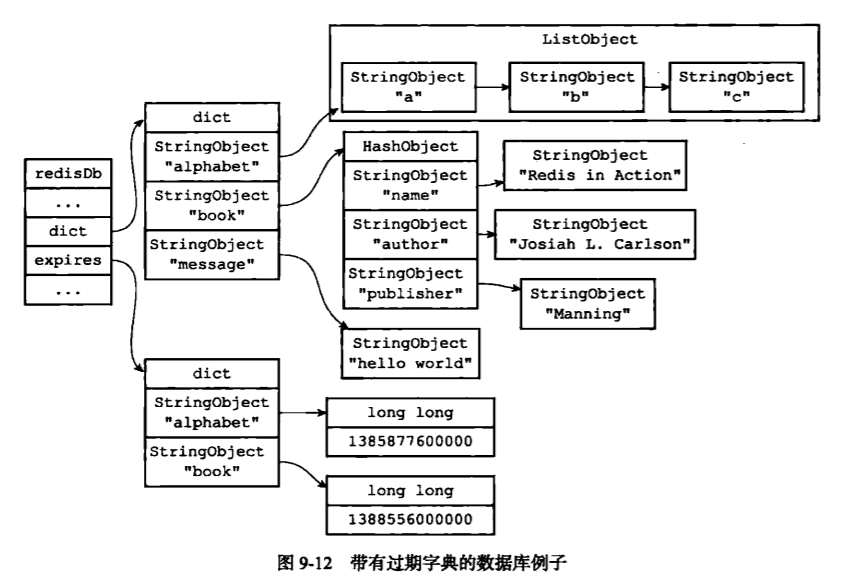 redisDb
...
dict
expires
...
dict
StringObject
"alphabet"
StringObject
"book"
StringObject
"message"
ListObject
StringObject
"a"
StringObject
"b"
StringObject
"c"
HashObject
StringObject
"name"
StringObject
"author"
StringObject
"publisher"
StringObject
"Redis in Action"
StringObject
"Josiah L. Carlson"
StringObject
"Manning"
StringObject
"hello world"
dict
StringObject
"alphabet"
StringObject
"book"
long long
1385877600000
long long
1388556000000
图 9-12 带有过期字典的数据库例子